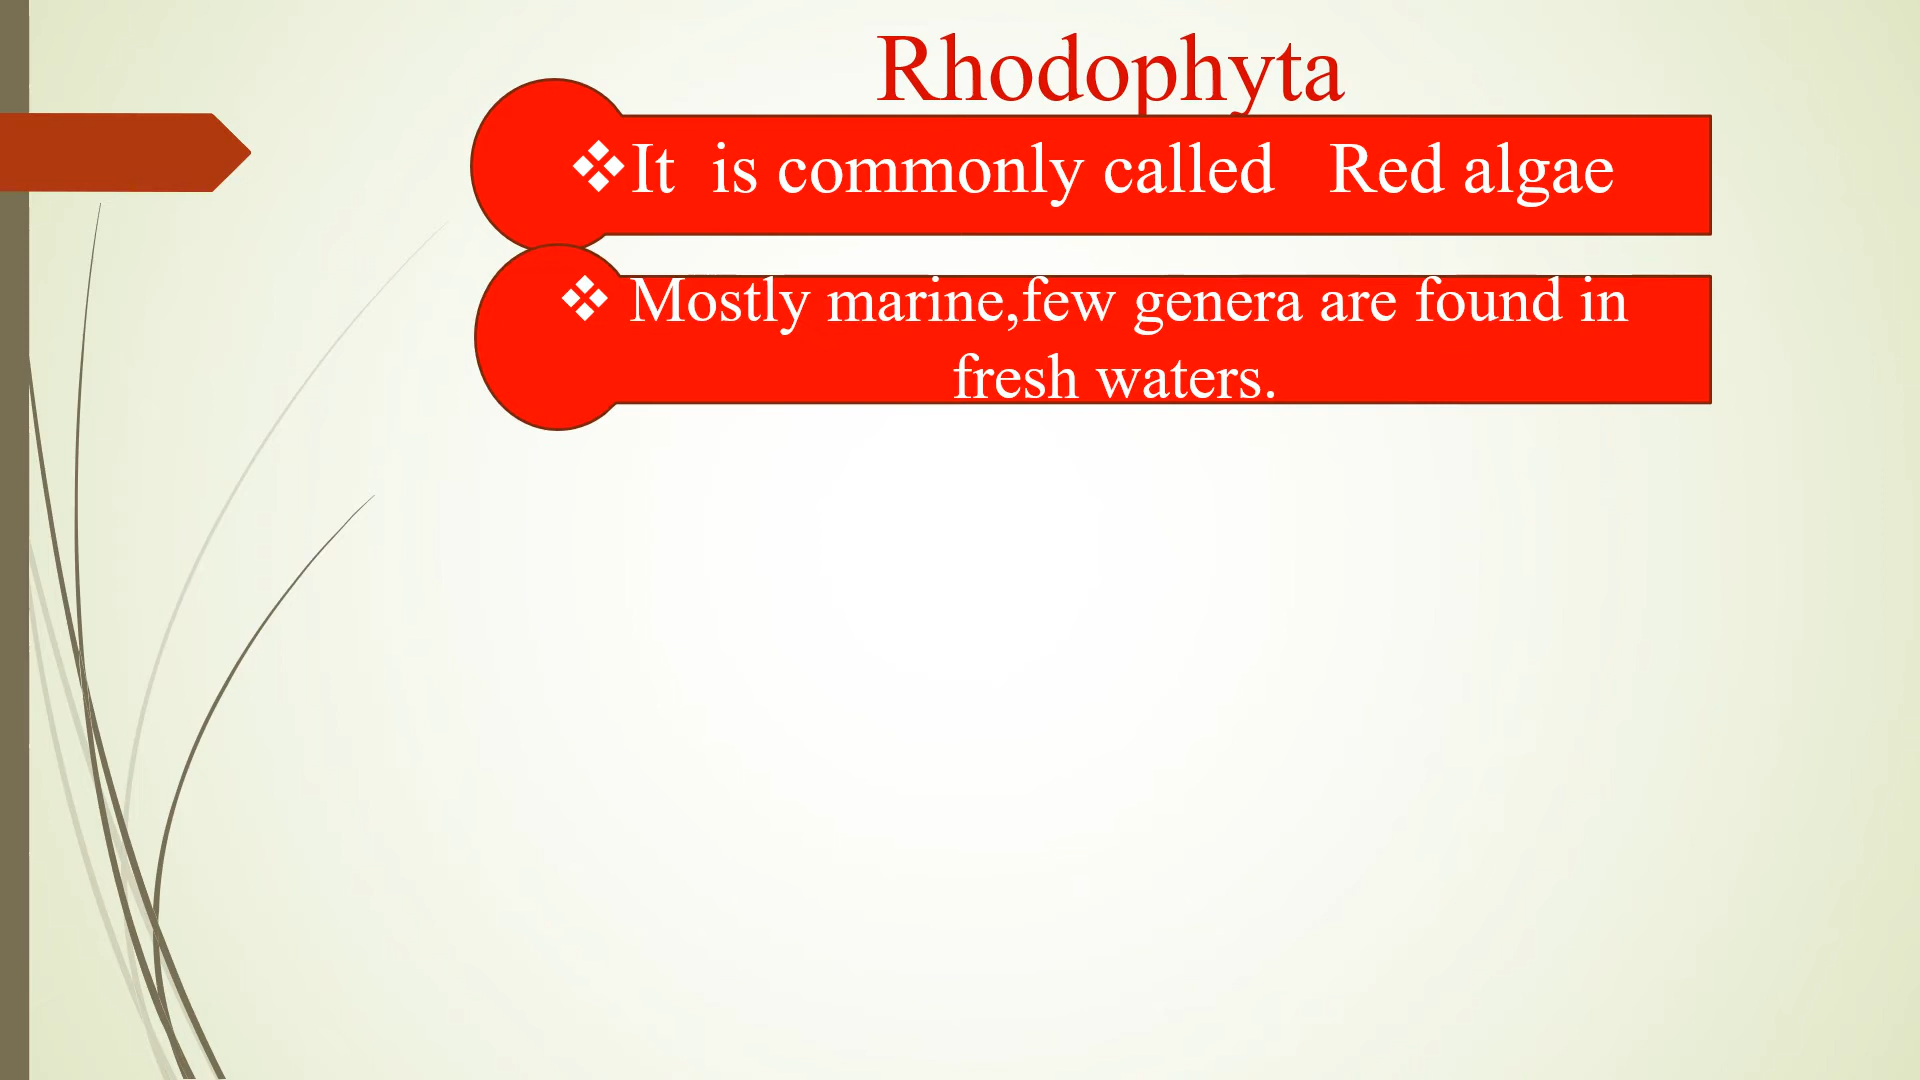 Rhodophyta
❖It is commonly called Red algae
❖ Mostly marine,few genera are found in
fresh waters.